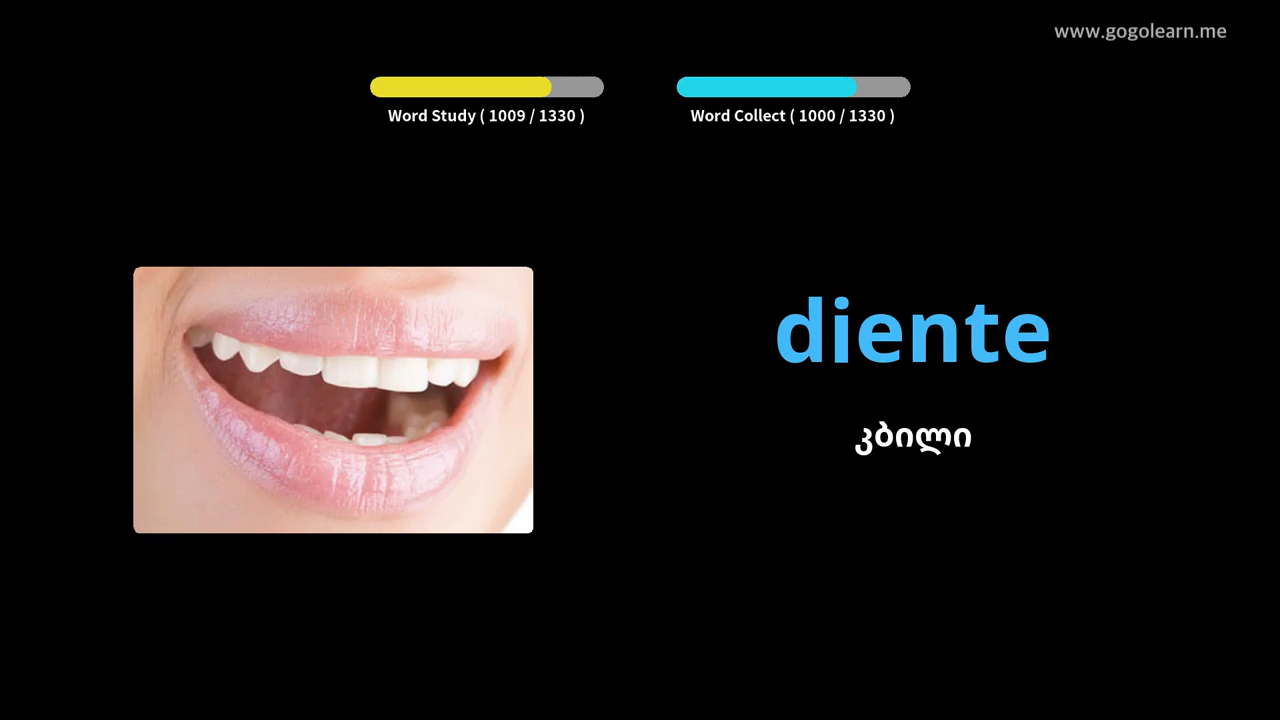 www.gogolearn.me
Word Study ( 1009 / 1330 )
Word Collect ( 1000 / 1330 )
diente
კბილი